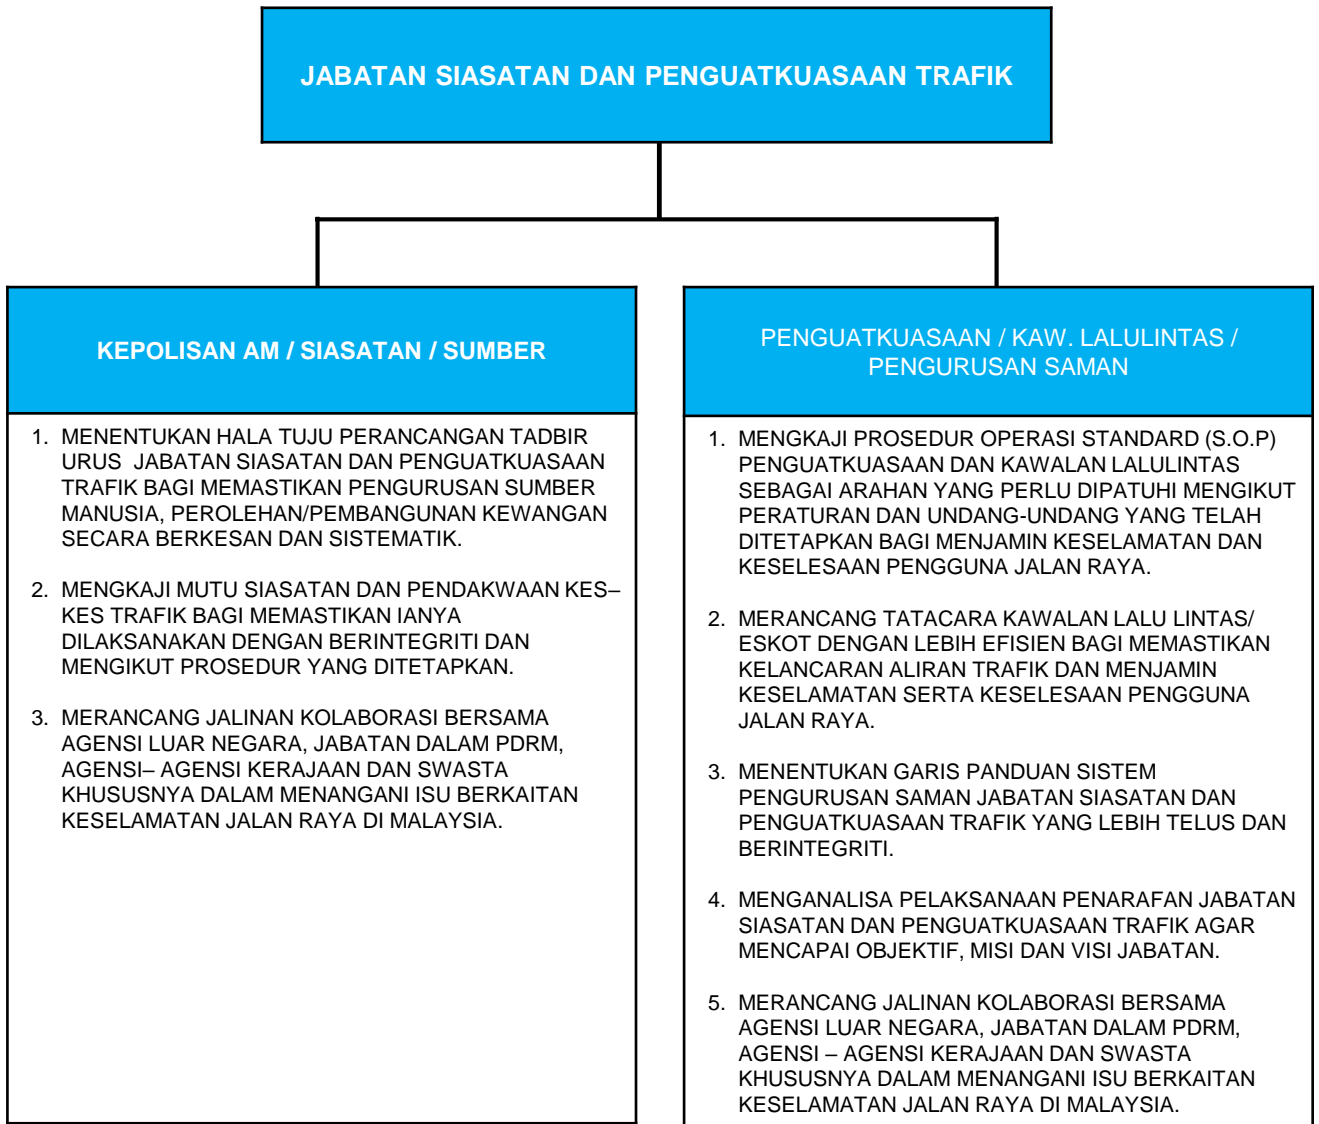 JABATAN SIASATAN DAN PENGUATKUASAAN TRAFIK
KEPOLISAN AM / SIASATAN / SUMBER
1. MENENTUKAN HALA TUJU PERANCANGAN TADBIR
URUS JABATAN SIASATAN DAN PENGUATKUASAAN
TRAFIK BAGI MEMASTIKAN PENGURUSAN SUMBER
MANUSIA, PEROLEHAN/PEMBANGUNAN KEWANGAN
SECARA BERKESAN DAN SISTEMATIK.
2. MENGKAJI MUTU SIASATAN DAN PENDAKWAAN KES–
KES TRAFIK BAGI MEMASTIKAN IANYA
DILAKSANAKAN DENGAN BERINTEGRITI DAN
MENGIKUT PROSEDUR YANG DITETAPKAN.
3. MERANCANG JALINAN KOLABORASI BERSAMA
AGENSI LUAR NEGARA, JABATAN DALAM PDRM,
AGENSI– AGENSI KERAJAAN DAN SWASTA
KHUSUSNYA DALAM MENANGANI ISU BERKAITAN
KESELAMATAN JALAN RAYA DI MALAYSIA.
PENGUATKUASAAN / KAW. LALULINTAS /
PENGURUSAN SAMAN
1. MENGKAJI PROSEDUR OPERASI STANDARD (S.O.P)
PENGUATKUASAAN DAN KAWALAN LALULINTAS
SEBAGAI ARAHAN YANG PERLU DIPATUHI MENGIKUT
PERATURAN DAN UNDANG-UNDANG YANG TELAH
DITETAPKAN BAGI MENJAMIN KESELAMATAN DAN
KESELESAAN PENGGUNA JALAN RAYA.
2. MERANCANG TATACARA KAWALAN LALU LINTAS/
ESKOT DENGAN LEBIH EFISIEN BAGI MEMASTIKAN
KELANCARAN ALIRAN TRAFIK DAN MENJAMIN
KESELAMATAN SERTA KESELESAAN PENGGUNA
JALAN RAYA.
3. MENENTUKAN GARIS PANDUAN SISTEM
PENGURUSAN SAMAN JABATAN SIASATAN DAN
PENGUATKUASAAN TRAFIK YANG LEBIH TELUS DAN
BERINTEGRITI.
4. MENGANALISA PELAKSANAAN PENARAFAN JABATAN
SIASATAN DAN PENGUATKUASAAN TRAFIK AGAR
MENCAPAI OBJEKTIF, MISI DAN VISI JABATAN.
5. MERANCANG JALINAN KOLABORASI BERSAMA
AGENSI LUAR NEGARA, JABATAN DALAM PDRM,
AGENSI – AGENSI KERAJAAN DAN SWASTA
KHUSUSNYA DALAM MENANGANI ISU BERKAITAN
KESELAMATAN JALAN RAYA DI MALAYSIA.